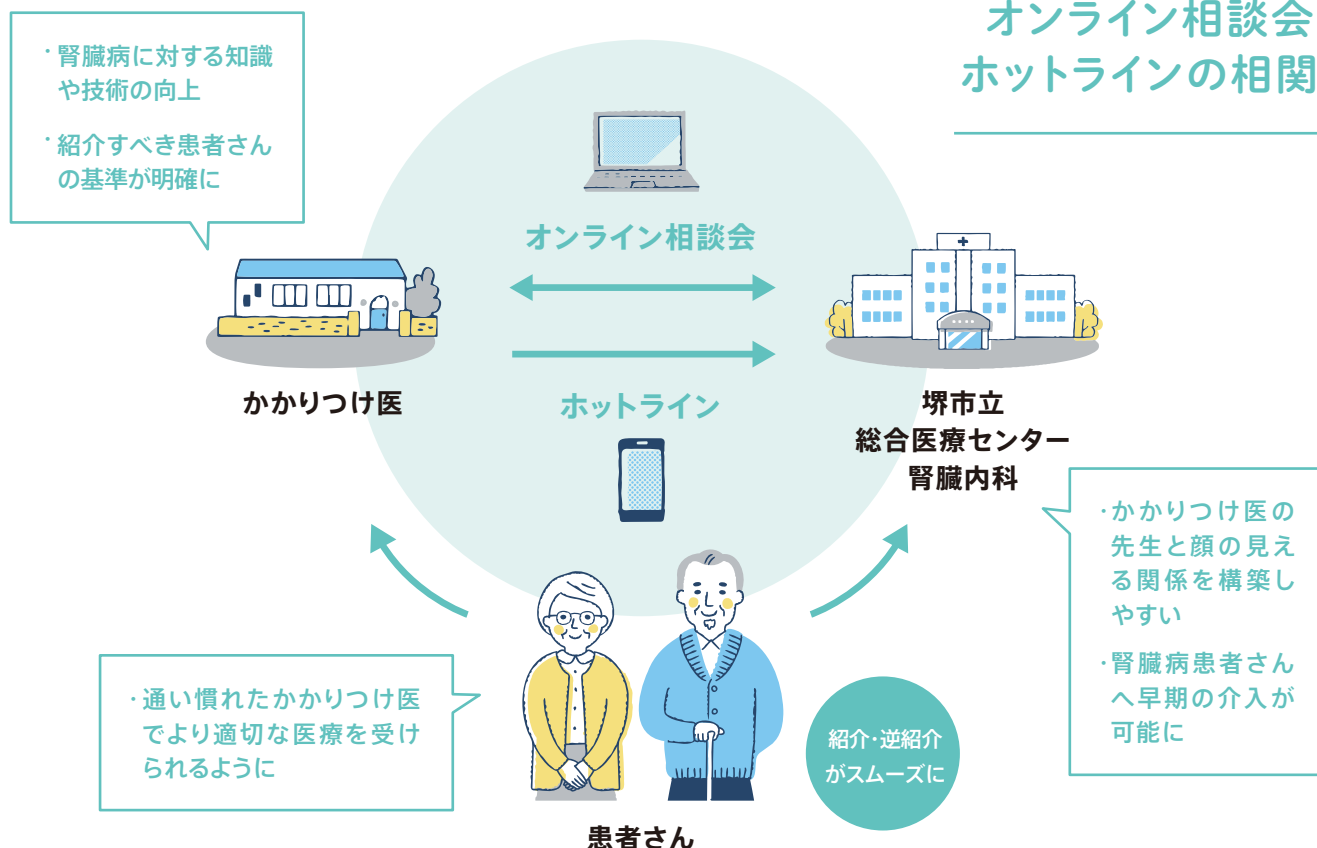 オンライン相談会
ホットラインの相関
・腎臓病に対する知識
や技術の向上
・紹介すべき患者さん
の基準が明確に
オンライン相談会
かかりつけ医
ホットライン
堺市立
総合医療センター
腎臓内科
・かかりつけ医の
先生と顔の見え
る関係を構築し
やすい
・腎臓病患者さん
へ早期の介入が
可能に
・通い慣れたかかりつけ医
でより適切な医療を受け
られるように
紹介・逆紹介
がスムーズに
患者さん